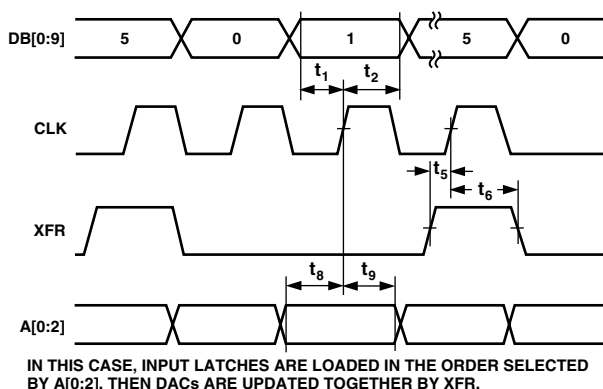 DB[0:9] 5 0 1 5 0
t1 t2
CLK
t5
t6
XFR
t8 t9
A[0:2]
IN THIS CASE, INPUT LATCHES ARE LOADED IN THE ORDER SELECTED
BY A[0:2]. THEN DACs ARE UPDATED TOGETHER BY XFR.